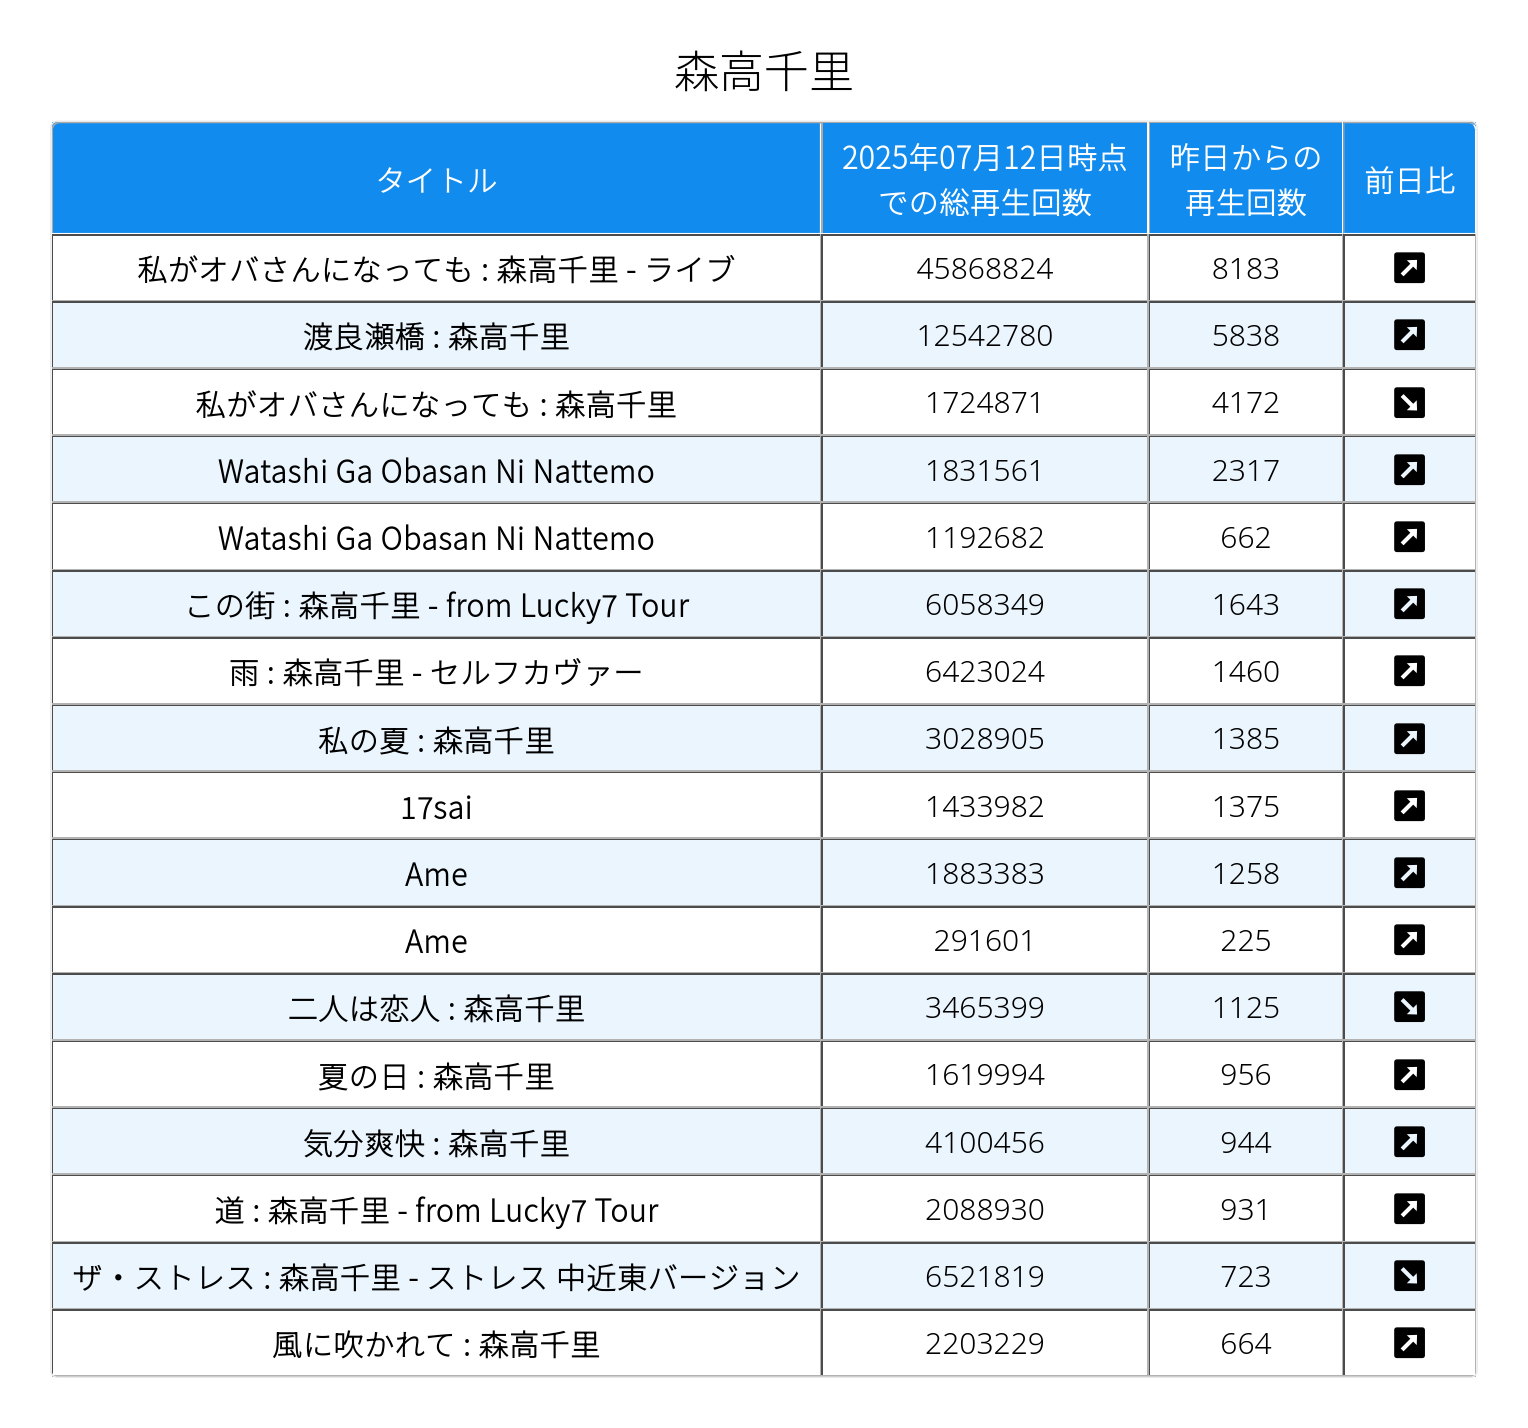 森高千里
タイトル
2025年07月12日時点
での総再生回数
昨日からの
再生回数
前日比
私がオバさんになっても : 森高千里 - ライブ 45868824 8183
渡良瀬橋 : 森高千里 12542780 5838
私がオバさんになっても : 森高千里 1724871 4172
Watashi Ga Obasan Ni Nattemo 1831561 2317
Watashi Ga Obasan Ni Nattemo 1192682 662
この街 : 森高千里 - from Lucky7 Tour 6058349 1643
雨 : 森高千里 - セルフカヴァー 6423024 1460
私の夏 : 森高千里 3028905 1385
17sai 1433982 1375
Ame 1883383 1258
Ame 291601 225
二人は恋人 : 森高千里 3465399 1125
夏の日 : 森高千里 1619994 956
気分爽快 : 森高千里 4100456 944
道 : 森高千里 - from Lucky7 Tour 2088930 931
ザ・ストレス : 森高千里 - ストレス 中近東バージョン 6521819 723
風に吹かれて : 森高千里 2203229 664